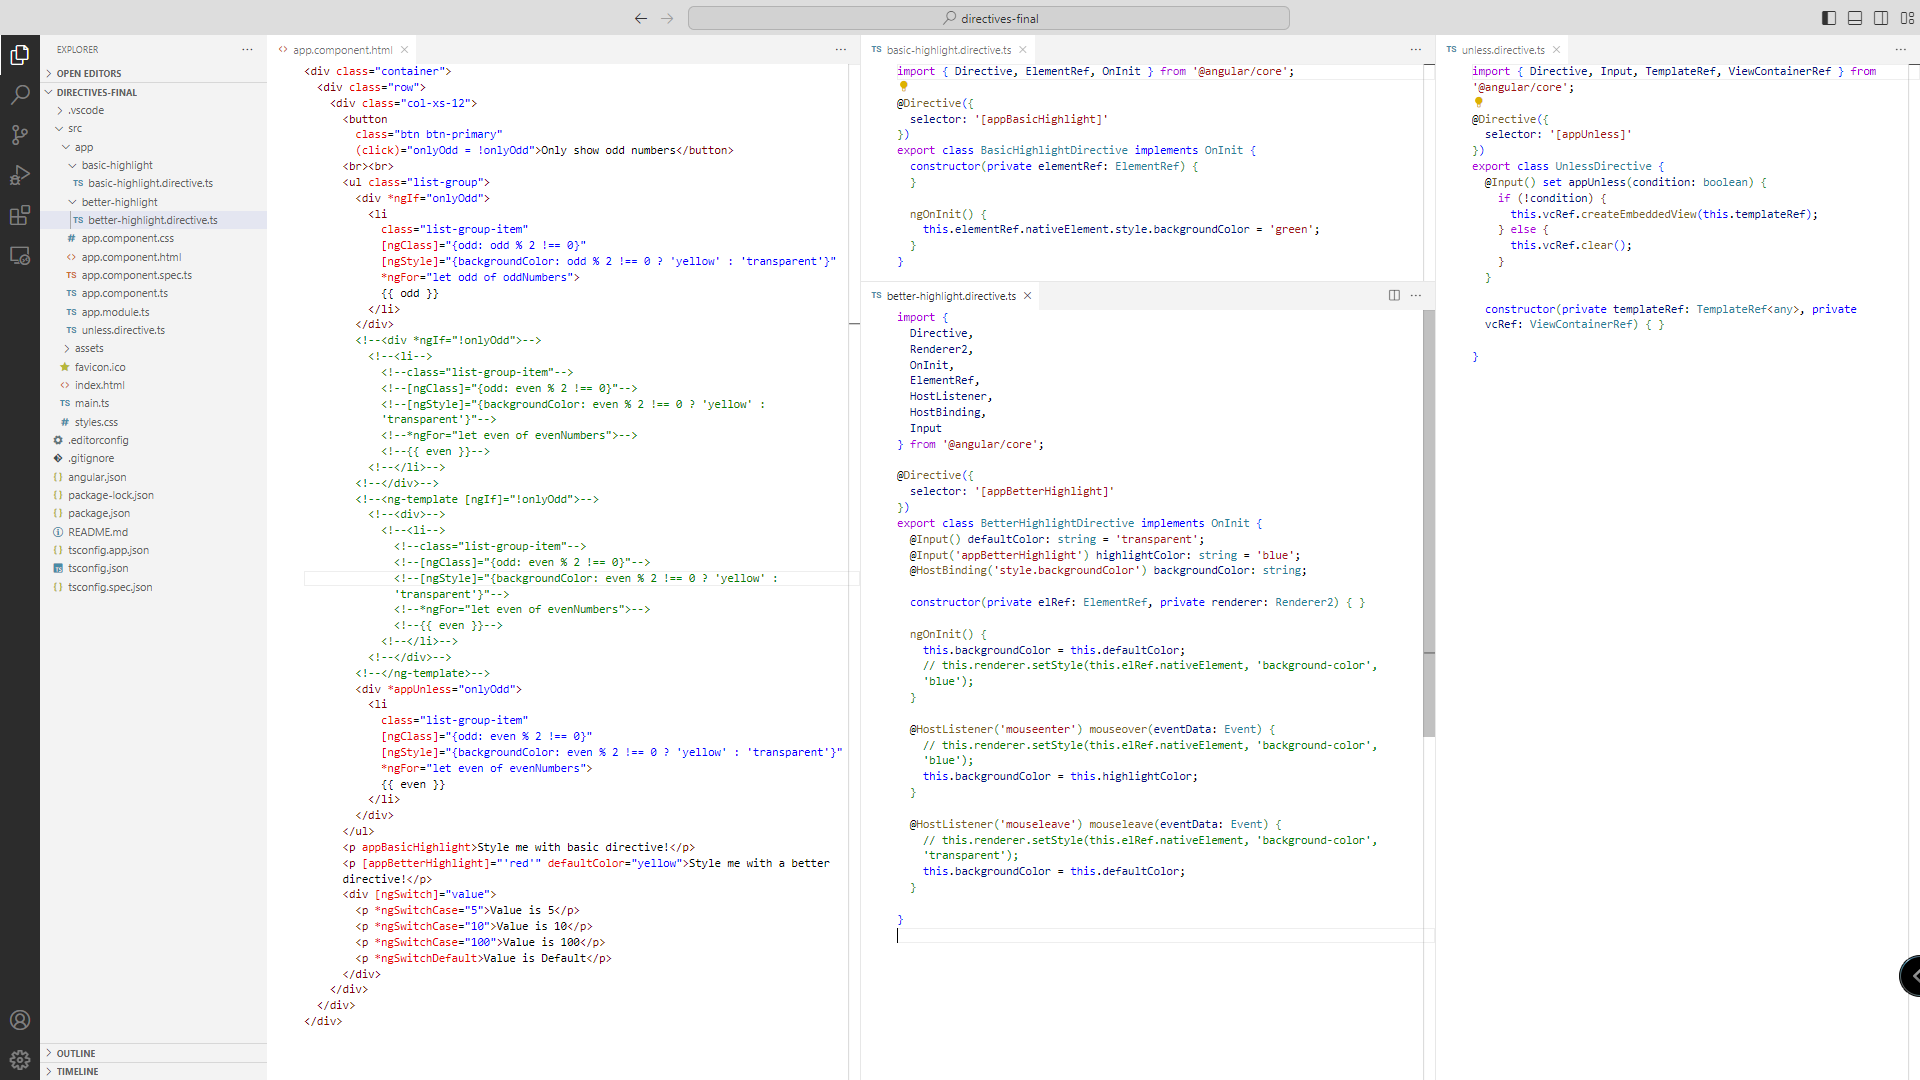 directives-final
EXPLORER
OPEN EDITORS
DIRECTIVES-FINAL
.vscode
src
app
basic-highlight
TS basic-highlight.directive.ts
better-highlight
TS better-highlight.directive.ts
# app.component.css
<> app.component.html
TS app.component.spec.ts
TS app.component.ts
TS app.module.ts
TS unless.directive.ts
assets
favicon.ico
<> index.html
TS main.ts
# styles.css
.editorconfig
.gitignore
{} angular.json
{} package-lock.json
{} package.json
README.md
{} tsconfig.app.json
tsconfig.json
{} tsconfig.spec.json
OUTLINE
TIMELINE
<> app.component.html
<div class="container">
<div class="row">
<div class="col-xs-12">
<button
class="btn btn-primary"
(click)="onlyOdd = !onlyOdd">Only show odd numbers</button>
<br><br>
<ul class="list-group">
<div *ngIf="onlyOdd">
<li
class="list-group-item"
[ngClass]="{odd: odd % 2 !== 0}"
[ngStyle]="{backgroundColor: odd % 2 !== 0 ? 'yellow' : 'transparent'}"
*ngFor="let odd of oddNumbers">
{{ odd }}
</li>
</div>
<!--<div *ngIf="!onlyOdd">-->
<!--<li-->
<!--class="list-group-item"-->
<!--[ngClass]="{odd: even % 2 !== 0}"-->
<!--[ngStyle]="{backgroundColor: even % 2 !== 0 ? 'yellow' :
'transparent'}"-->
<!--*ngFor="let even of evenNumbers">-->
<!--{{ even }}-->
<!--</li>-->
<!--</div>-->
<!--<ng-template [ngIf]="!onlyOdd">-->
<!--<div>-->
<!--<li-->
<!--class="list-group-item"-->
<!--[ngClass]="{odd: even % 2 !== 0}"-->
<!--[ngStyle]="{backgroundColor: even % 2 !== 0 ? 'yellow' :
'transparent'}"-->
<!--*ngFor="let even of evenNumbers">-->
<!--{{ even }}-->
<!--</li>-->
<!--</div>-->
<!--</ng-template>-->
<div *appUnless="onlyOdd">
<li
class="list-group-item"
[ngClass]="{odd: even % 2 !== 0}"
[ngStyle]="{backgroundColor: even % 2 !== 0 ? 'yellow' : 'transparent'}"
*ngFor="let even of evenNumbers">
{{ even }}
</li>
</div>
</ul>
<p appBasicHighlight>Style me with basic directive!</p>
<p [appBetterHighlight]="'red'" defaultColor="yellow">Style me with a better
directive!</p>
<div [ngSwitch]="value">
<p *ngSwitchCase="5">Value is 5</p>
<p *ngSwitchCase="10">Value is 10</p>
<p *ngSwitchCase="100">Value is 100</p>
<p *ngSwitchDefault>Value is Default</p>
</div>
</div>
</div>
</div>
TS basic-highlight.directive.ts
import { Directive, ElementRef, OnInit } from '@angular/core';
@Directive({
selector: '[appBasicHighlight]'
})
export class BasicHighlightDirective implements OnInit {
constructor(private elementRef: ElementRef) {
}
ngOnInit() {
this.elementRef.nativeElement.style.backgroundColor = 'green';
}
}
TS better-highlight.directive.ts
import {
Directive,
Renderer2,
OnInit,
ElementRef,
HostListener,
HostBinding,
Input
} from '@angular/core';
@Directive({
selector: '[appBetterHighlight]'
})
export class BetterHighlightDirective implements OnInit {
@Input() defaultColor: string = 'transparent';
@Input('appBetterHighlight') highlightColor: string = 'blue';
@HostBinding('style.backgroundColor') backgroundColor: string;
constructor(private elRef: ElementRef, private renderer: Renderer2) { }
ngOnInit() {
this.backgroundColor = this.defaultColor;
// this.renderer.setStyle(this.elRef.nativeElement, 'background-color',
'blue');
}
@HostListener('mouseenter') mouseover(eventData: Event) {
// this.renderer.setStyle(this.elRef.nativeElement, 'background-color',
'blue');
this.backgroundColor = this.highlightColor;
}
@HostListener('mouseleave') mouseleave(eventData: Event) {
// this.renderer.setStyle(this.elRef.nativeElement, 'background-color',
'transparent');
this.backgroundColor = this.defaultColor;
}
}
TS unless.directive.ts
import { Directive, Input, TemplateRef, ViewContainerRef } from
'@angular/core';
@Directive({
selector: '[appUnless]'
})
export class UnlessDirective {
@Input() set appUnless(condition: boolean) {
if (!condition) {
this.vcRef.createEmbeddedView(this.templateRef);
} else {
this.vcRef.clear();
}
}
constructor(private templateRef: TemplateRef<any>, private
vcRef: ViewContainerRef) { }
}